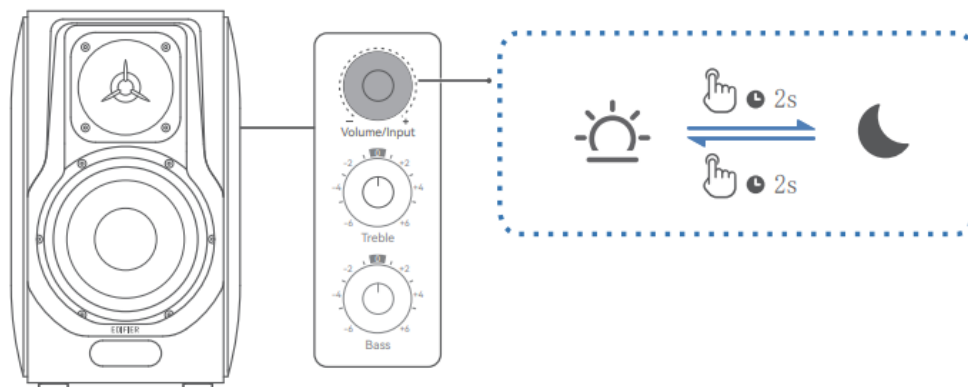 EDIFIER
- +
Volume/Input
0
-2 +2
-4 +4
-6 +6
Treble
0
-2 +2
-4 +4
-6 +6
Bass
2s
2s